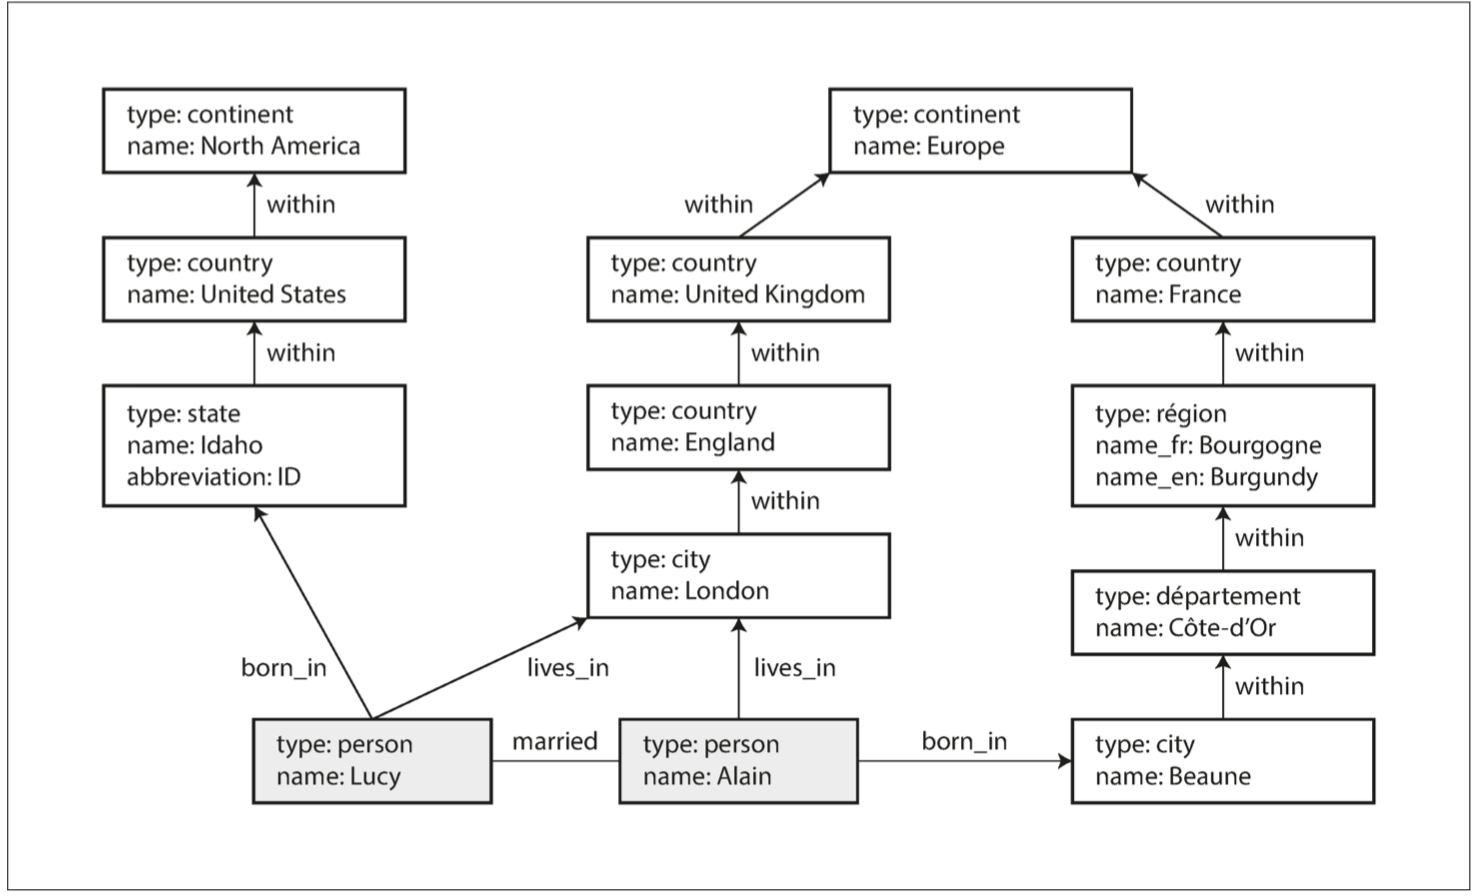 type: continent
name: North America
type: continent
name: Europe
within
within
within
type: country
name: United States
type: country
name: United Kingdom
type: country
name: France
within
within
within
type: state
name: Idaho
abbreviation: ID
type: country
name: England
type: région
name_fr: Bourgogne
name_en: Burgundy
within
within
type: city
name: London
type: département
name: Côte-d’Or
born_in
lives_in
lives_in
within
type: person
name: Lucy
married
type: person
name: Alain
born_in
type: city
name: Beaune